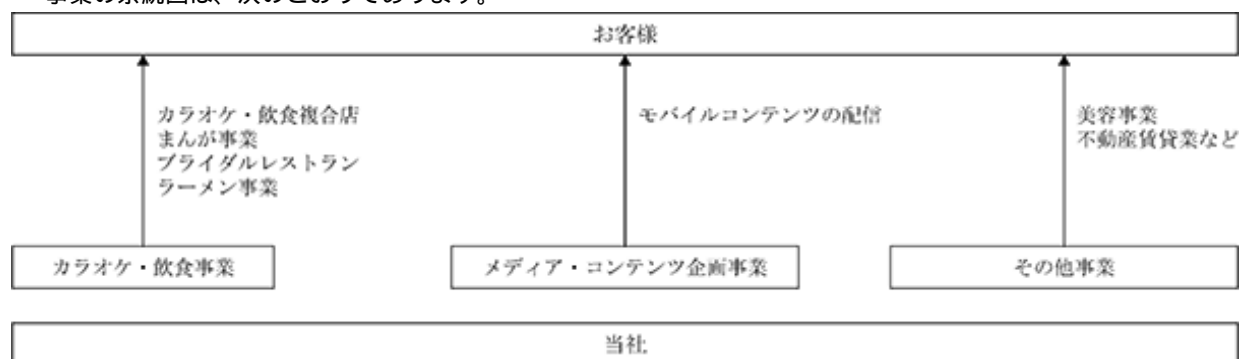 事業の系統図は、次のとおりであります。
お客様
カラオケ・飲食複合店
まんが事業
ブライダルレストラン
ラーメン事業
モバイルコンテンツの配信
美容事業
不動産賃貸業など
カラオケ・飲食事業
メディア・コンテンツ企画事業
その他事業
当社